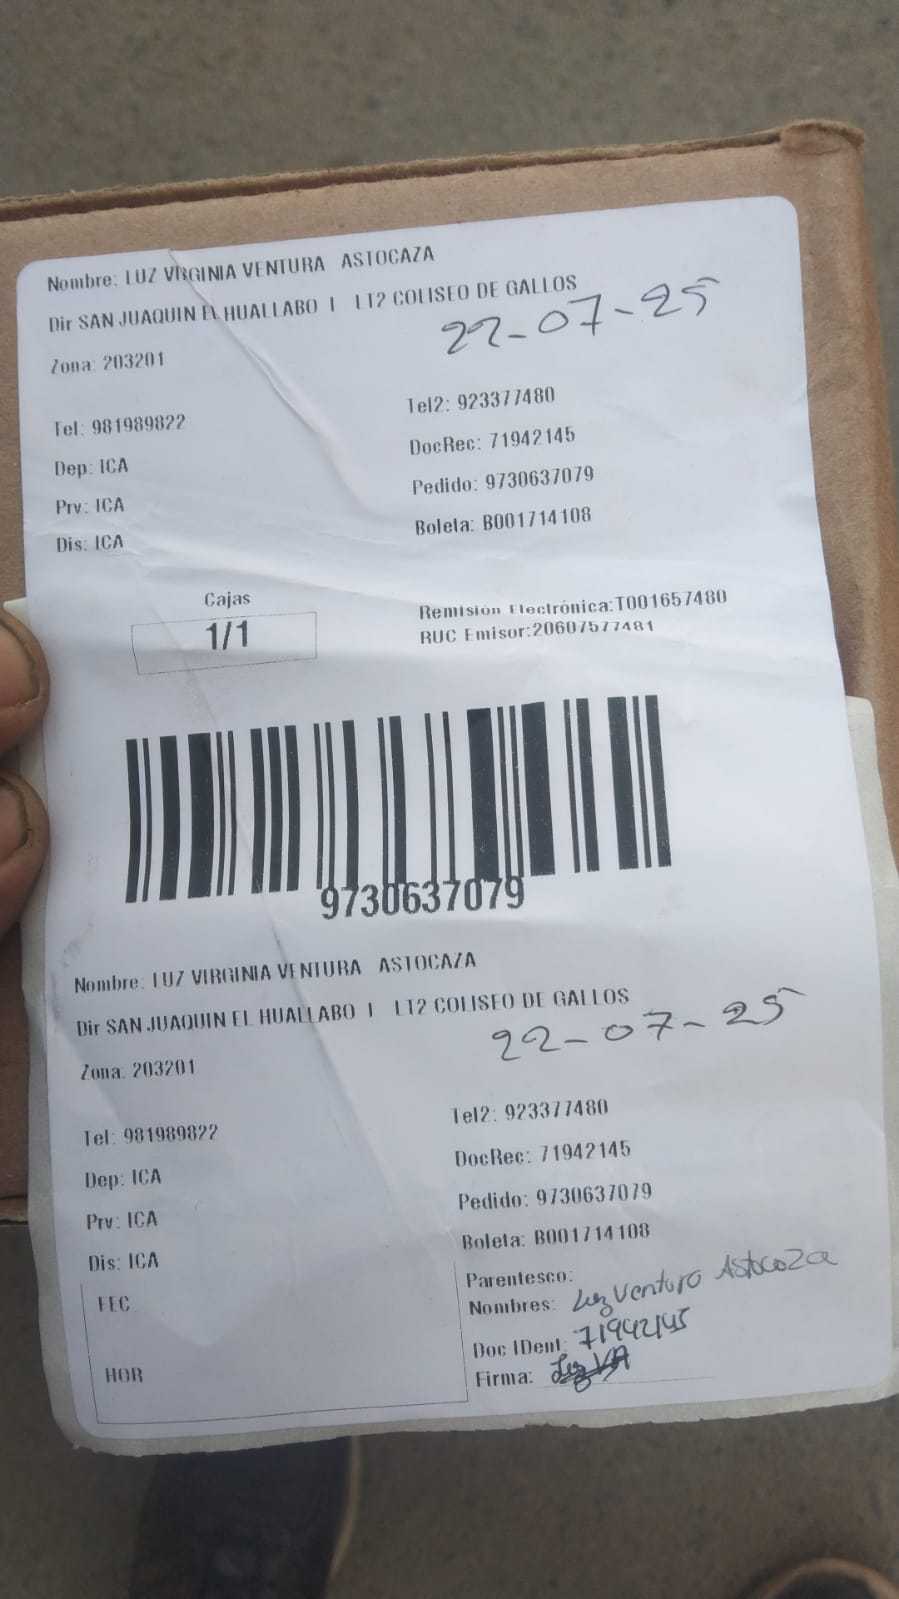 Nombre: LUZ VIRGINIA VENTURA ASTOCAZA
Dir SAN JUAQUIN EL HUALLABO I LT2 COLISEO DE GALLOS
22-07-25
Zona: 203201
Tel: 981989822
Tel2: 923377480
Dep: ICA
DocRec: 71942145
Prv: ICA
Pedido: 9730637079
Dis: ICA
Boleta: B001714108
Cajas
1/1
Remisión Electrónica:T001657480
RUC Emisor:20607577481
9730637079
Nombre: LUZ VIRGINIA VENTURA ASTOCAZA
Dir SAN JUAQUIN EL HUALLABO I LT2 COLISEO DE GALLOS
22-07-25
Zona: 203201
Tel: 981989822
Tel2: 923377480
Dep: ICA
DocRec: 71942145
Prv: ICA
Pedido: 9730637079
Dis: ICA
Boleta: B001714108
FEC
HOR
Parentesco:
Nombres: Luz Ventura Astocaza
Doc IDent: 71942145
Firma: Luz VA